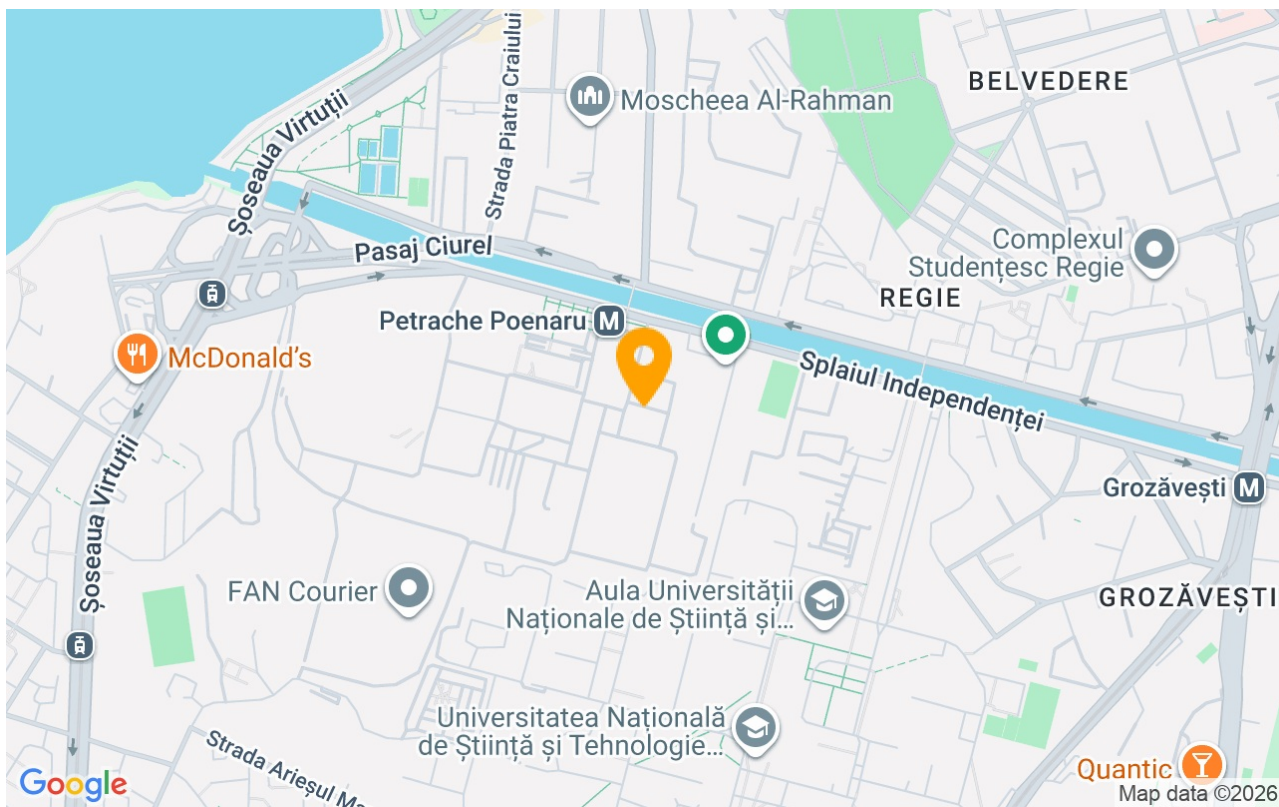 BELVEDERE
Moscheea Al-Rahman
Șoseaua Virtuții
Strada Piatra Craiului
Pasaj Ciurel
Complexul
Studențesc Regie
REGIE
Petrache Poenaru
M
McDonald's
Splaiul Independenței
Șoseaua Virtuții
Grozăvești
M
FAN Courier
Aula Universității
Naționale de Știință și...
GROZĂVEȘTI
Universitatea Națională
de Știință și Tehnologie...
Strada Arieșul Ma
Quantic
Google
Map data ©2026